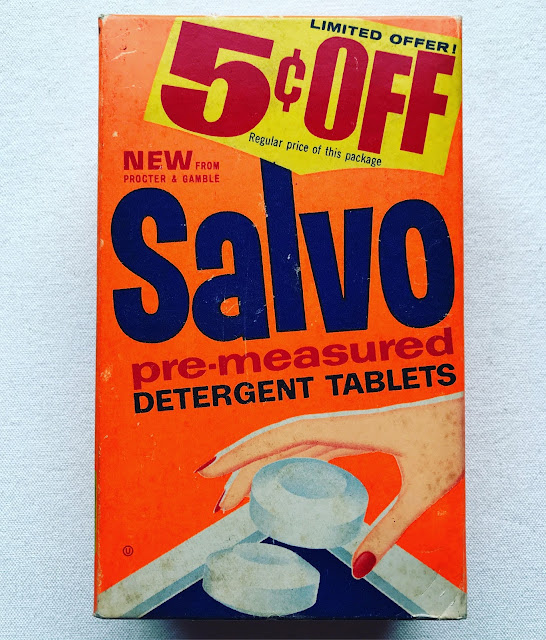 LIMITED OFFER!
5¢ OFF
Regular price of this package
NEW FROM
PROCTER & GAMBLE
Salvo
pre-measured
DETERGENT TABLETS
U